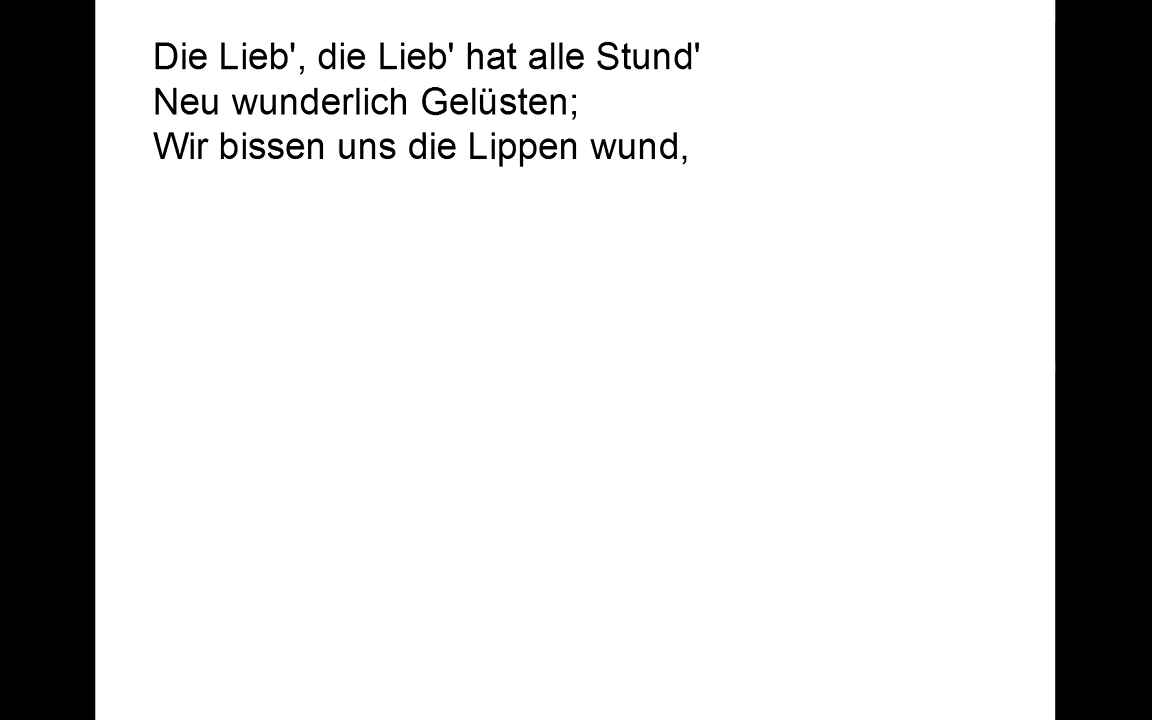 Die Lieb', die Lieb' hat alle Stund'
Neu wunderlich Gelüsten;
Wir bissen uns die Lippen wund,